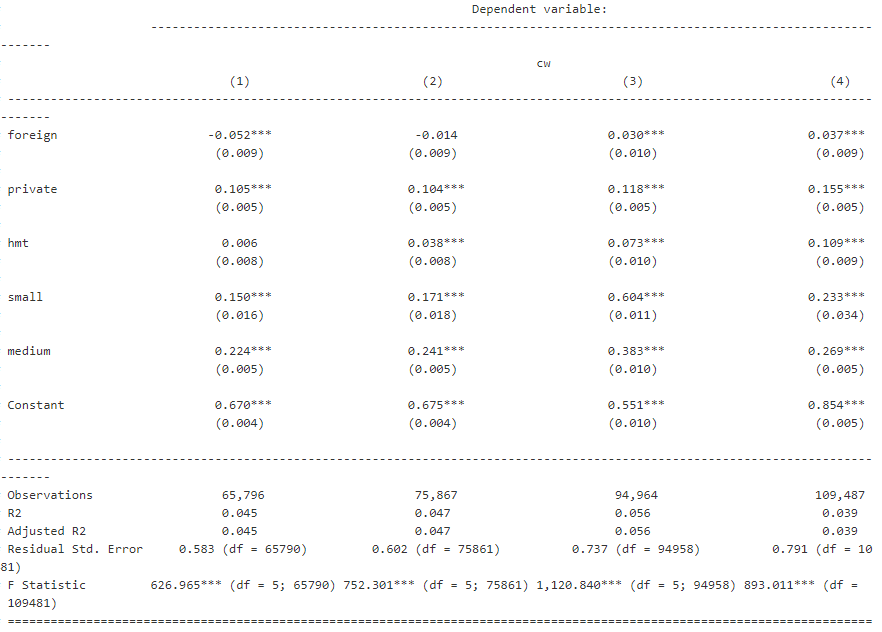 Dependent variable:
---------------------------------------------------------------------------------------------------
-------
cw
(1) (2) (3) (4)
------------------------------------------------------------------------------------------------------------------------
-------
foreign -0.052*** -0.014 0.030*** 0.037***
(0.009) (0.009) (0.010) (0.009)
private 0.105*** 0.104*** 0.118*** 0.155***
(0.005) (0.005) (0.005) (0.005)
hmt 0.006 0.038*** 0.073*** 0.109***
(0.008) (0.008) (0.010) (0.009)
small 0.150*** 0.171*** 0.604*** 0.233***
(0.016) (0.018) (0.011) (0.034)
medium 0.224*** 0.241*** 0.383*** 0.269***
(0.005) (0.005) (0.010) (0.005)
Constant 0.670*** 0.675*** 0.551*** 0.854***
(0.004) (0.004) (0.010) (0.005)
------------------------------------------------------------------------------------------------------------------------
-------
Observations 65,796 75,867 94,964 109,487
R2 0.045 0.047 0.056 0.039
Adjusted R2 0.045 0.047 0.056 0.039
Residual Std. Error 0.583 (df = 65790) 0.602 (df = 75861) 0.737 (df = 94958) 0.791 (df = 10
81)
F Statistic 626.965*** (df = 5; 65790) 752.301*** (df = 5; 75861) 1,120.840*** (df = 5; 94958) 893.011*** (df =
109481)
========================================================================================================================